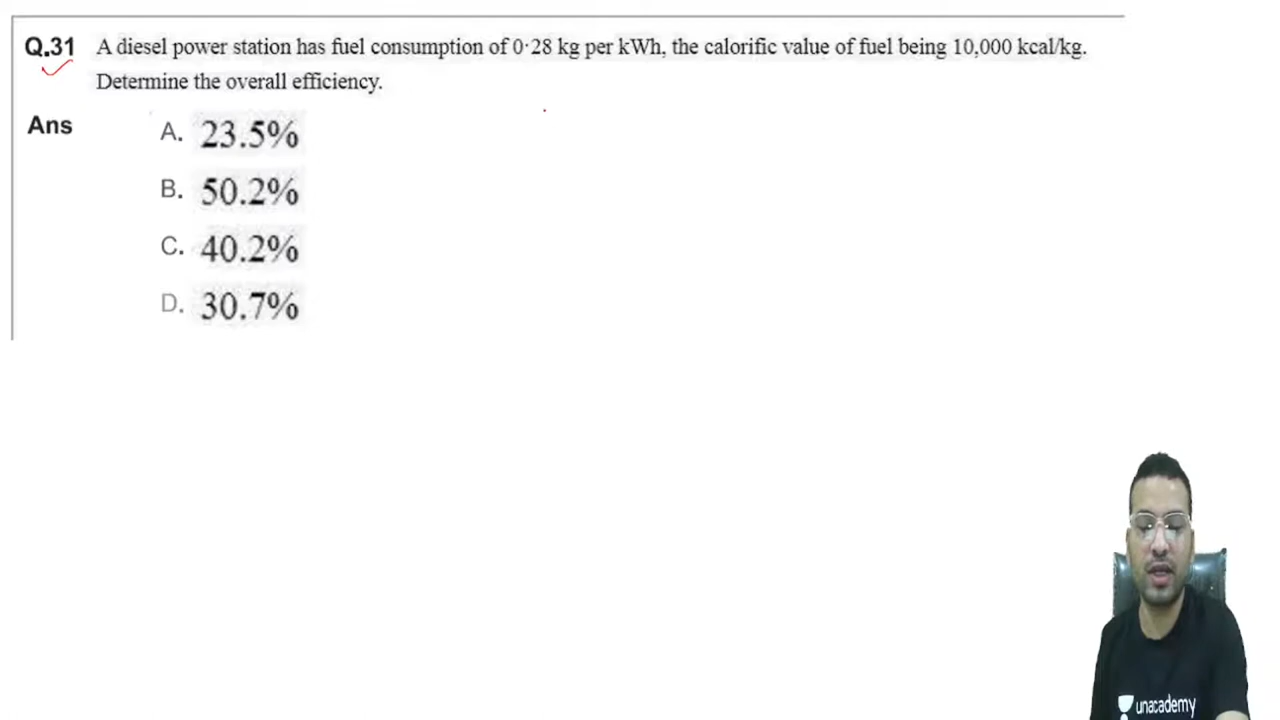 Q.31 A diesel power station has fuel consumption of 0·28 kg per kWh, the calorific value of fuel being 10,000 kcal/kg.
Determine the overall efficiency.
Ans
A. 23.5%
B. 50.2%
C. 40.2%
D. 30.7%
unacademy